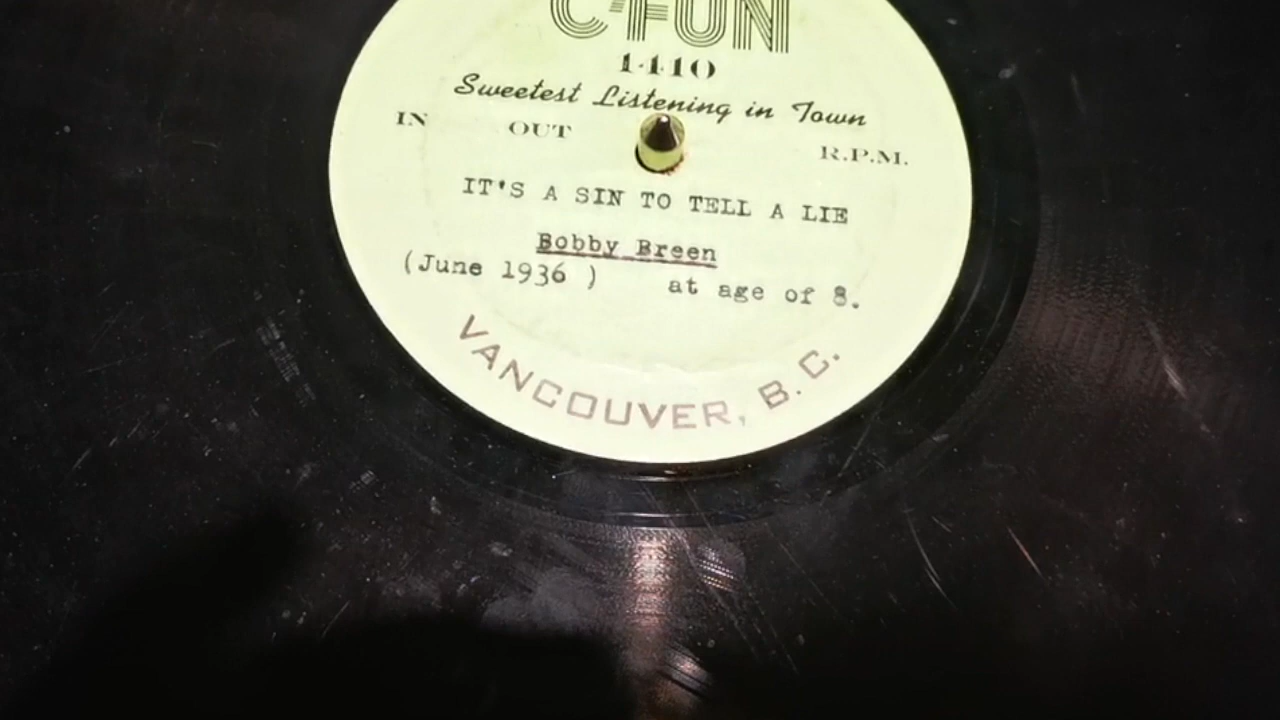 C-FUN
1410
Sweetest Listening in Town
IN OUT R.P.M.
IT'S A SIN TO TELL A LIE
Bobby Breen
(June 1936 ) at age of 8.
VANCOUVER, B.C.